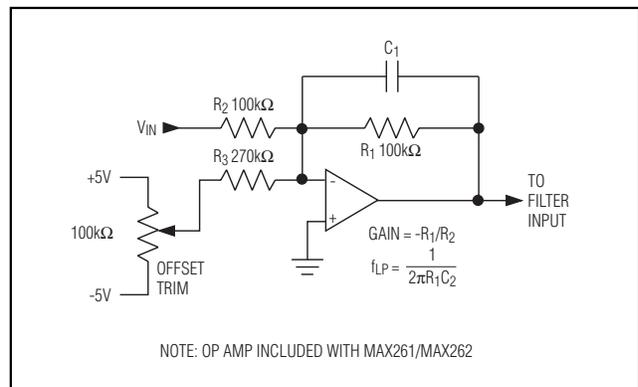 C1
R2 100kΩ
VIN
R1 100kΩ
R3 270kΩ
+5V
-
+
TO
FILTER
INPUT
100kΩ
OFFSET
TRIM
-5V
GAIN = -R1/R2
fLP = 1
2πR1C2
NOTE: OP AMP INCLUDED WITH MAX261/MAX262